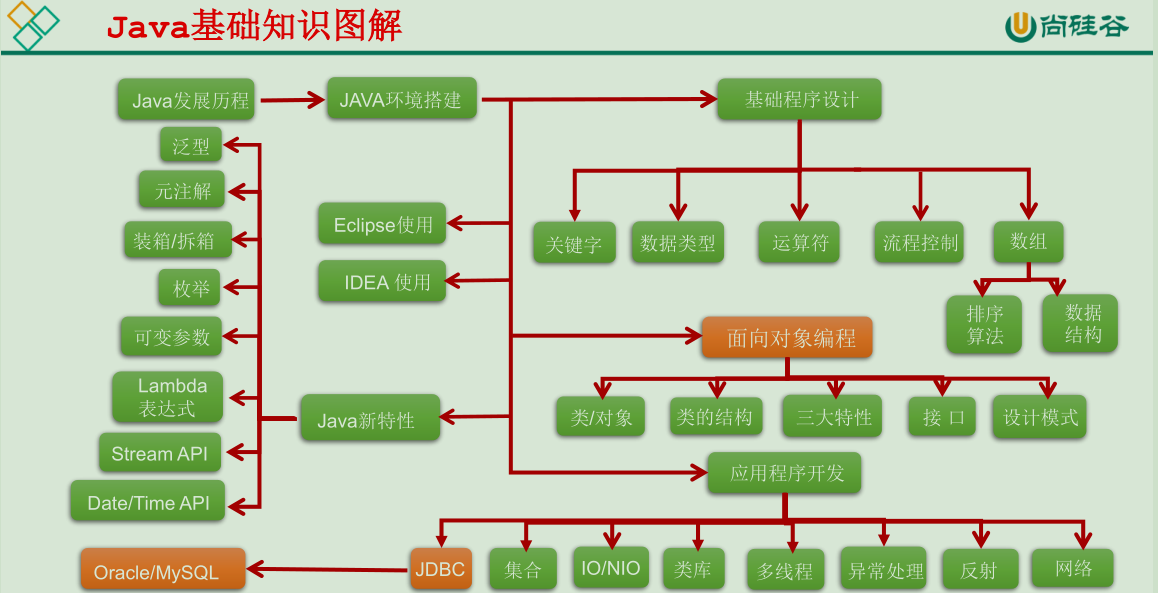 Java基础知识图解
尚硅谷
Java发展历程
JAVA环境搭建
基础程序设计
泛型
元注解
装箱/拆箱
枚举
可变参数
Lambda
表达式
Stream API
Date/Time API
Java新特性
Eclipse使用
IDEA 使用
关键字
数据类型
运算符
流程控制
数组
排序
算法
数据
结构
面向对象编程
类/对象
类的结构
三大特性
接 口
设计模式
应用程序开发
Oracle/MySQL
JDBC
集合
IO/NIO
类库
多线程
异常处理
反射
网络